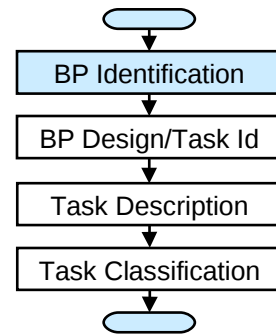 BP Identification
BP Design/Task Id
Task Description
Task Classification